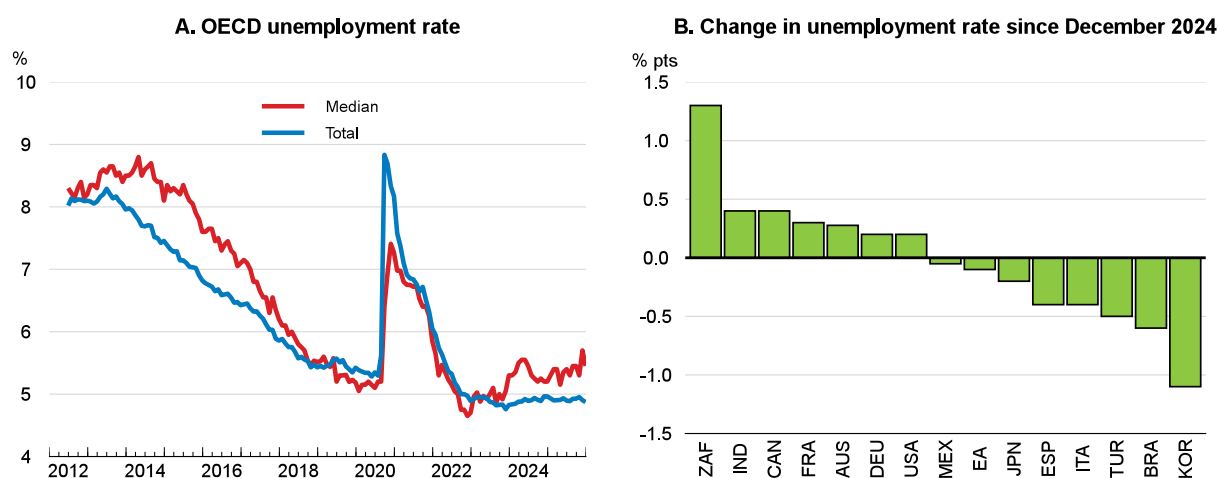 A. OECD unemployment rate
%
10
9
8
7
6
5
4
Median
Total
2012 2014 2016 2018 2020 2022 2024
B. Change in unemployment rate since December 2024
% pts
1.5
1.0
0.5
0.0
-0.5
-1.0
-1.5
ZAF IND CAN FRA AUS DEU USA MEX EA JPN ESP ITA TUR BRA KOR